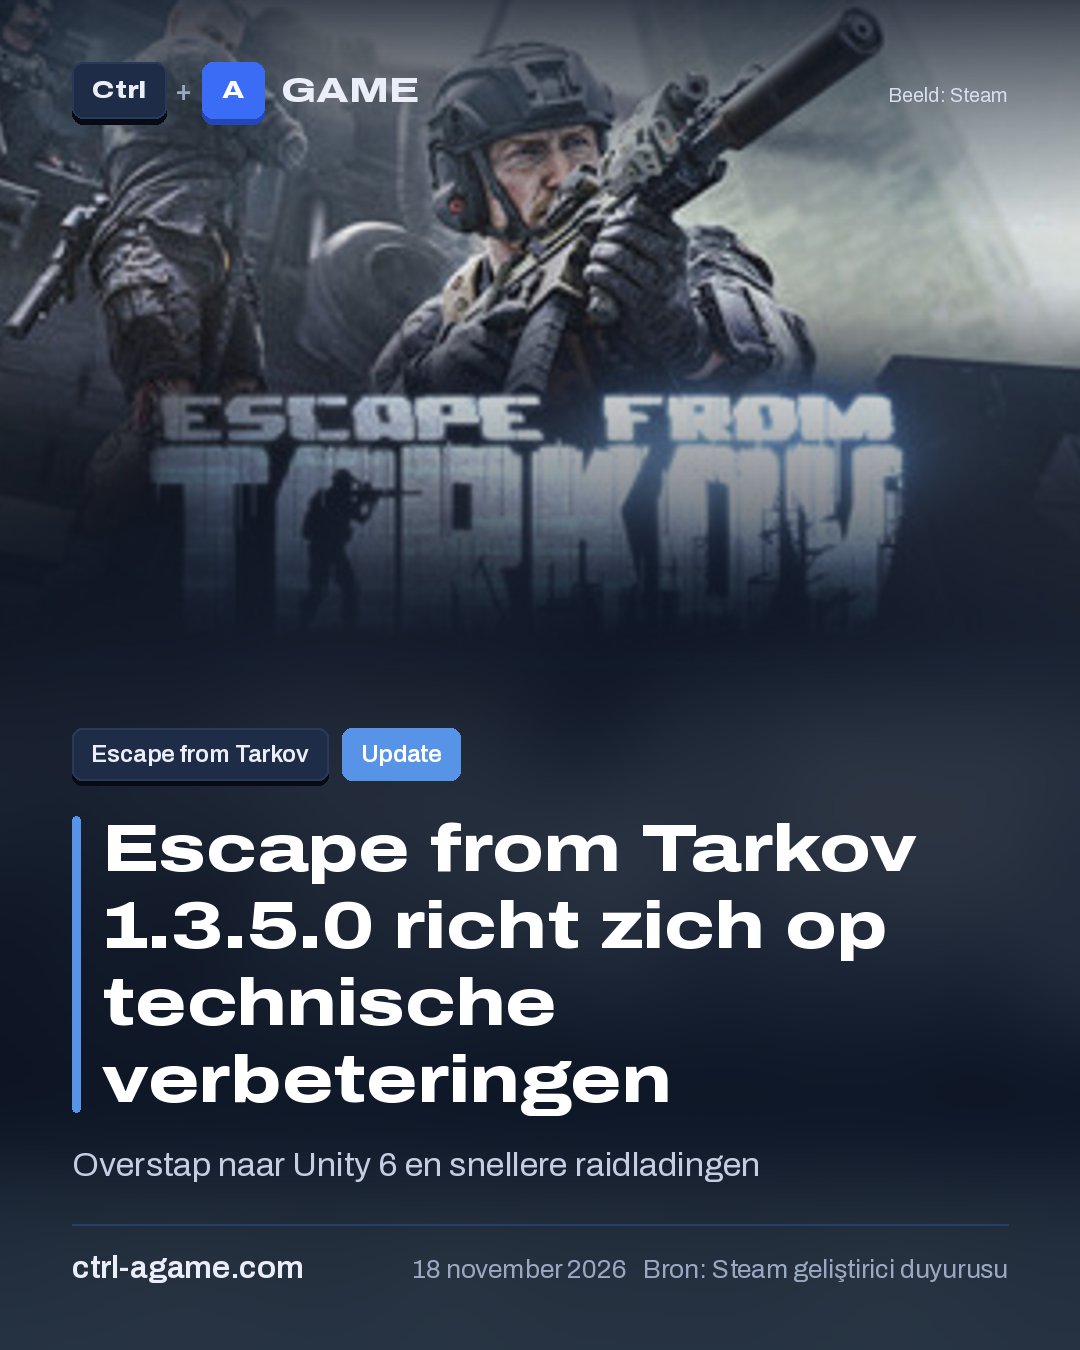 Ctrl + A GAME
Beeld: Steam
ESCAPE FROM
TARKOV
Escape from Tarkov
Update
Escape from Tarkov
1.3.5.0 richt zich op
technische
verbeteringen
Overstap naar Unity 6 en snellere raidladingen
ctrl-agame.com
18 november 2026 Bron: Steam geliştirici duyurusu